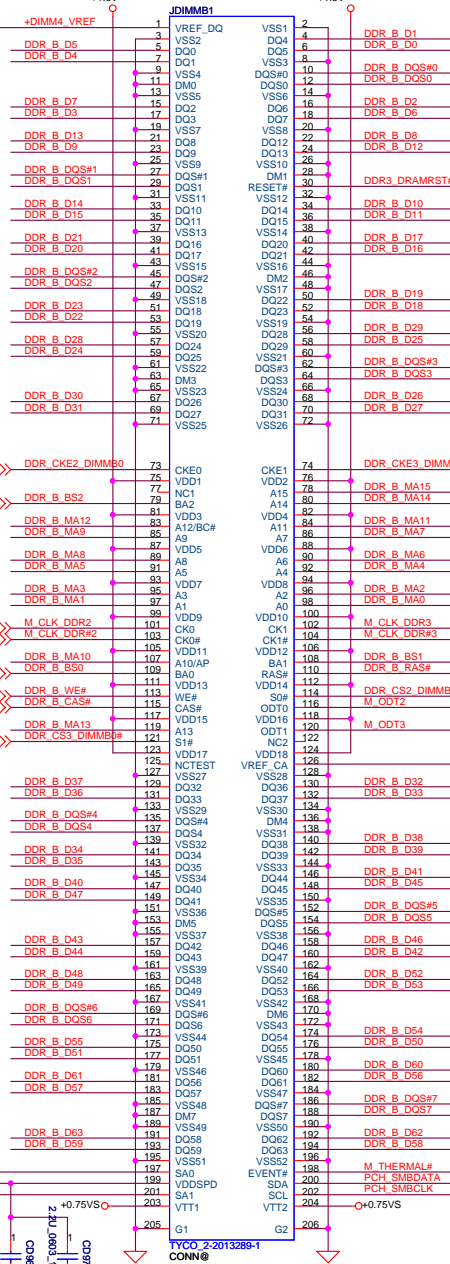 JDIMMB1
+DIMM4_VREF 1 VREF_DQ VSS1 2
3 VSS2 DQ4 4 DDR_B_D1
DDR_B_D5 5 DQ0 DQ5 6 DDR_B_D0
DDR_B_D4 7 DQ1 VSS3 8
9 VSS4 DQS#0 10 DDR_B_DQS#0
11 DM0 DQS0 12 DDR_B_DQS0
13 VSS5 VSS6 14
DDR_B_D7 15 DQ2 DQ6 16 DDR_B_D2
DDR_B_D3 17 DQ3 DQ7 18 DDR_B_D6
19 VSS7 VSS8 20
DDR_B_D13 21 DQ8 DQ12 22 DDR_B_D8
DDR_B_D9 23 DQ9 DQ13 24 DDR_B_D12
25 VSS9 VSS10 26
DDR_B_DQS#1 27 DQS#1 DM1 28
DDR_B_DQS1 29 DQS1 RESET# 30 DDR3_DRAMRST#
31 VSS11 VSS12 32
DDR_B_D14 33 DQ10 DQ14 34 DDR_B_D10
DDR_B_D15 35 DQ11 DQ15 36 DDR_B_D11
37 VSS13 VSS14 38
DDR_B_D21 39 DQ16 DQ20 40 DDR_B_D17
DDR_B_D20 41 DQ17 DQ21 42 DDR_B_D16
43 VSS15 VSS16 44
DDR_B_DQS#2 45 DQS#2 DM2 46
DDR_B_DQS2 47 DQS2 VSS17 48
49 VSS18 DQ22 50 DDR_B_D19
DDR_B_D23 51 DQ18 DQ23 52 DDR_B_D18
DDR_B_D22 53 DQ19 VSS19 54
55 VSS20 DQ28 56 DDR_B_D29
DDR_B_D28 57 DQ24 DQ29 58 DDR_B_D25
DDR_B_D24 59 DQ25 VSS21 60
61 VSS22 DQS#3 62 DDR_B_DQS#3
63 DM3 DQS3 64 DDR_B_DQS3
65 VSS23 VSS24 66
DDR_B_D30 67 DQ26 DQ30 68 DDR_B_D26
DDR_B_D31 69 DQ27 DQ31 70 DDR_B_D27
71 VSS25 VSS26 72
DDR_CKE2_DIMMB0 73 CKE0 CKE1 74 DDR_CKE3_DIMM
75 VDD1 VDD2 76
77 NC1 A15 78 DDR_B_MA15
DDR_B_BS2 79 BA2 A14 80 DDR_B_MA14
81 VDD3 VDD4 82
DDR_B_MA12 83 A12/BC# A11 84 DDR_B_MA11
DDR_B_MA9 85 A9 A7 86 DDR_B_MA7
87 VDD5 VDD6 88
DDR_B_MA8 89 A8 A6 90 DDR_B_MA6
DDR_B_MA5 91 A5 A4 92 DDR_B_MA4
93 VDD7 VDD8 94
DDR_B_MA3 95 A3 A2 96 DDR_B_MA2
DDR_B_MA1 97 A1 A0 98 DDR_B_MA0
99 VDD9 VDD10 100
M_CLK_DDR2 101 CK0 CK1 102 M_CLK_DDR3
M_CLK_DDR#2 103 CK0# CK1# 104 M_CLK_DDR#3
105 VDD11 VDD12 106
DDR_B_MA10 107 A10/AP BA1 108 DDR_B_BS1
DDR_B_BS0 109 BA0 RAS# 110 DDR_B_RAS#
111 VDD13 VDD14 112
DDR_B_WE# 113 WE# S0# 114 DDR_CS2_DIMMB
DDR_B_CAS# 115 CAS# ODT0 116 M_ODT2
117 VDD15 VDD16 118
DDR_B_MA13 119 A13 ODT1 120 M_ODT3
DDR_CS3_DIMMB0# 121 S1# NC2 122
123 VDD17 VDD18 124
125 NCTEST VREF_CA 126
127 VSS27 VSS28 128
DDR_B_D37 129 DQ32 DQ36 130 DDR_B_D32
DDR_B_D36 131 DQ33 DQ37 132 DDR_B_D33
133 VSS29 VSS30 134
DDR_B_DQS#4 135 DQS#4 DM4 136
DDR_B_DQS4 137 DQS4 VSS31 138
139 VSS32 DQ38 140 DDR_B_D38
DDR_B_D34 141 DQ34 DQ39 142 DDR_B_D39
DDR_B_D35 143 DQ35 VSS33 144
145 VSS34 DQ44 146 DDR_B_D41
DDR_B_D40 147 DQ40 DQ45 148 DDR_B_D45
DDR_B_D47 149 DQ41 VSS35 150
151 VSS36 DQS#5 152 DDR_B_DQS#5
153 DM5 DQS5 154 DDR_B_DQS5
155 VSS37 VSS38 156
DDR_B_D43 157 DQ42 DQ46 158 DDR_B_D46
DDR_B_D44 159 DQ43 DQ47 160 DDR_B_D42
161 VSS39 VSS40 162
DDR_B_D48 163 DQ48 DQ52 164 DDR_B_D52
DDR_B_D49 165 DQ49 DQ53 166 DDR_B_D53
167 VSS41 VSS42 168
DDR_B_DQS#6 169 DQS#6 DM6 170
DDR_B_DQS6 171 DQS6 VSS43 172
173 VSS44 DQ54 174 DDR_B_D54
DDR_B_D55 175 DQ50 DQ55 176 DDR_B_D50
DDR_B_D51 177 DQ51 VSS45 178
179 VSS46 DQ60 180 DDR_B_D60
DDR_B_D61 181 DQ56 DQ61 182 DDR_B_D56
DDR_B_D57 183 DQ57 VSS47 184
185 VSS48 DQS#7 186 DDR_B_DQS#7
187 DM7 DQS7 188 DDR_B_DQS7
189 VSS49 VSS50 190
DDR_B_D63 191 DQ58 DQ62 192 DDR_B_D62
DDR_B_D59 193 DQ59 DQ63 194 DDR_B_D58
195 VSS51 VSS52 196
197 SA0 EVENT# 198 M_THERMAL#
199 VDDSPD SDA 200 PCH_SMBDATA
201 SA1 SCL 202 PCH_SMBCLK
+0.75VS 203 VTT1 VTT2 204 +0.75VS
205 G1 G2 206
TYCO_2-2013289-1
CONN@
1
1